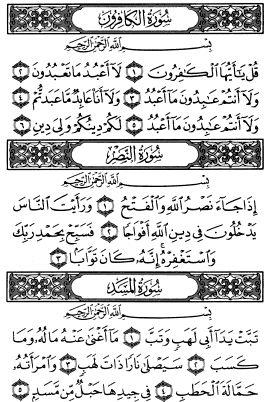 سُورَةُ الكَافِرُون
بِسْمِ اللَّهِ الرَّحْمَٰنِ الرَّحِيمِ
قُلْ يَٰٓأَيُّهَا ٱلْكَٰفِرُونَ ١ لَآ أَعْبُدُ مَا تَعْبُدُونَ ٢
وَلَآ أَنتُمْ عَٰبِدُونَ مَآ أَعْبُدُ ٣ وَلَآ أَنَا۠ عَابِدٌ مَّا عَبَدتُّمْ ٤
وَلَآ أَنتُمْ عَٰبِدُونَ مَآ أَعْبُدُ ٥ لَكُمْ دِينُكُمْ وَلِىَ دِينِ ٦
سُورَةُ النَّصْرِ
بِسْمِ اللَّهِ الرَّحْمَٰنِ الرَّحِيمِ
إِذَا جَآءَ نَصْرُ ٱللَّهِ وَٱلْفَتْحُ ١ وَرَأَيْتَ ٱلنَّاسَ
يَدْخُلُونَ فِى دِينِ ٱللَّهِ أَفْوَاجًا ٢ فَسَبِّحْ بِحَمْدِ رَبِّكَ
وَٱسْتَغْفِرْهُ إِنَّهُۥ كَانَ تَوَّابًۢا ٣
سُورَةُ المَسَد
بِسْمِ اللَّهِ الرَّحْمَٰنِ الرَّحِيمِ
تَبَّتْ يَدَآ أَبِى لَهَبٍ وَتَبَّ ١ مَآ أَغْنَىٰ عَنْهُ مَالُهُۥ وَمَا
كَسَبَ ٢ سَيَصْلَىٰ نَارًا ذَاتَ لَهَبٍ ٣ وَٱمْرَأَتُهُۥ
حَمَّالَةَ ٱلْحَطَبِ ٤ فِى جِيدِهَا حَبْلٌ مِّن مَّسَدٍۭ ٥